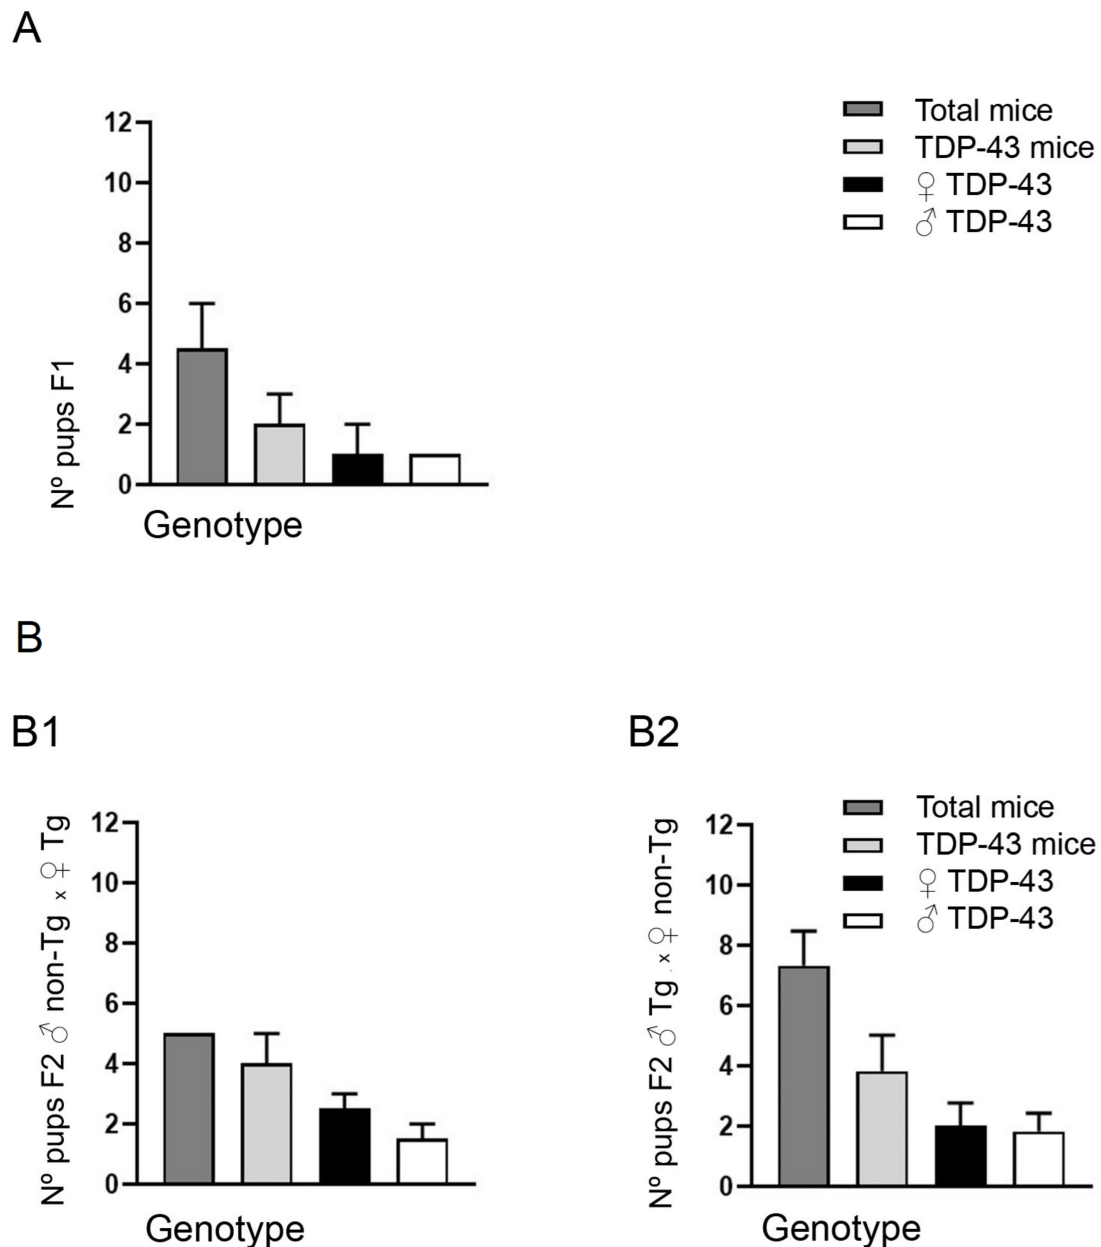 A
Total mice
TDP-43 mice
♀ TDP-43
♂ TDP-43
12
10
8
6
4
2
0
Nº pups F1
Genotype
B
B1
B2
Nº pups F2 ♂ non-Tg x ♀ Tg
12
10
8
6
4
2
0
Genotype
Nº pups F2 ♂ Tg . x ♀ non-Tg
12
10
8
6
4
2
0
Total mice
TDP-43 mice
♀ TDP-43
♂ TDP-43
Genotype